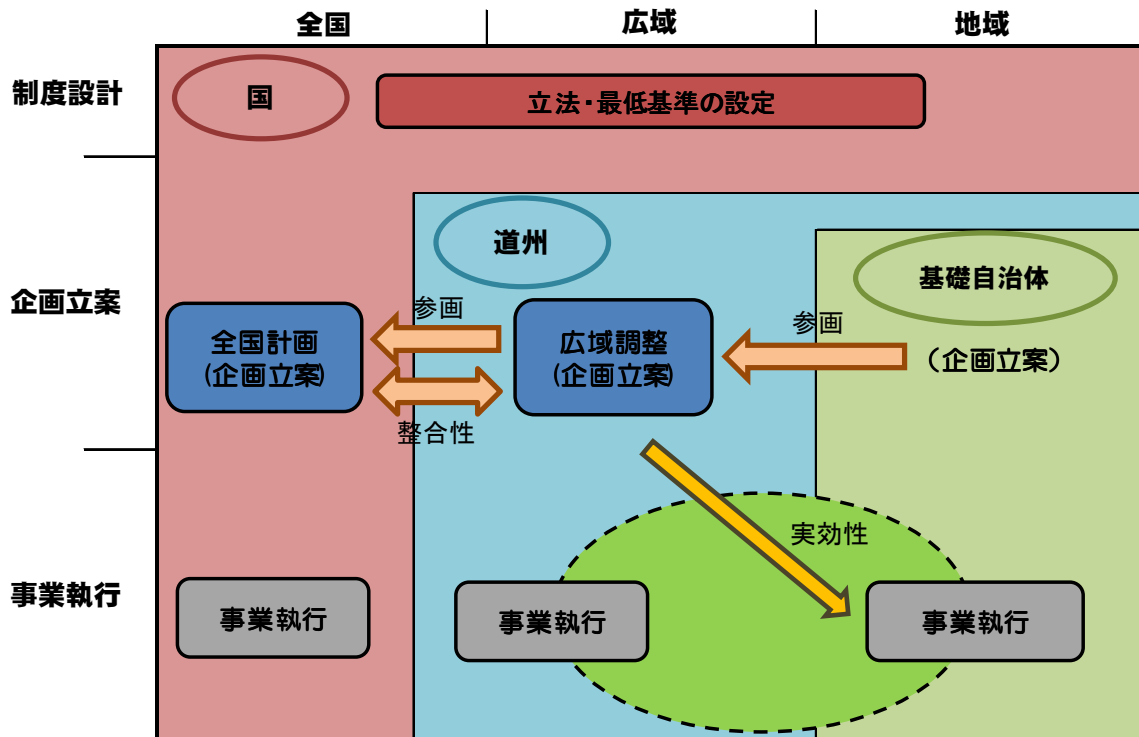 全国
広域
地域
制度設計
国
立法・最低基準の設定
道州
基礎自治体
企画立案
参画
参画
全国計画
(企画立案)
広域調整
(企画立案)
（企画立案）
整合性
実効性
事業執行
事業執行
事業執行
事業執行